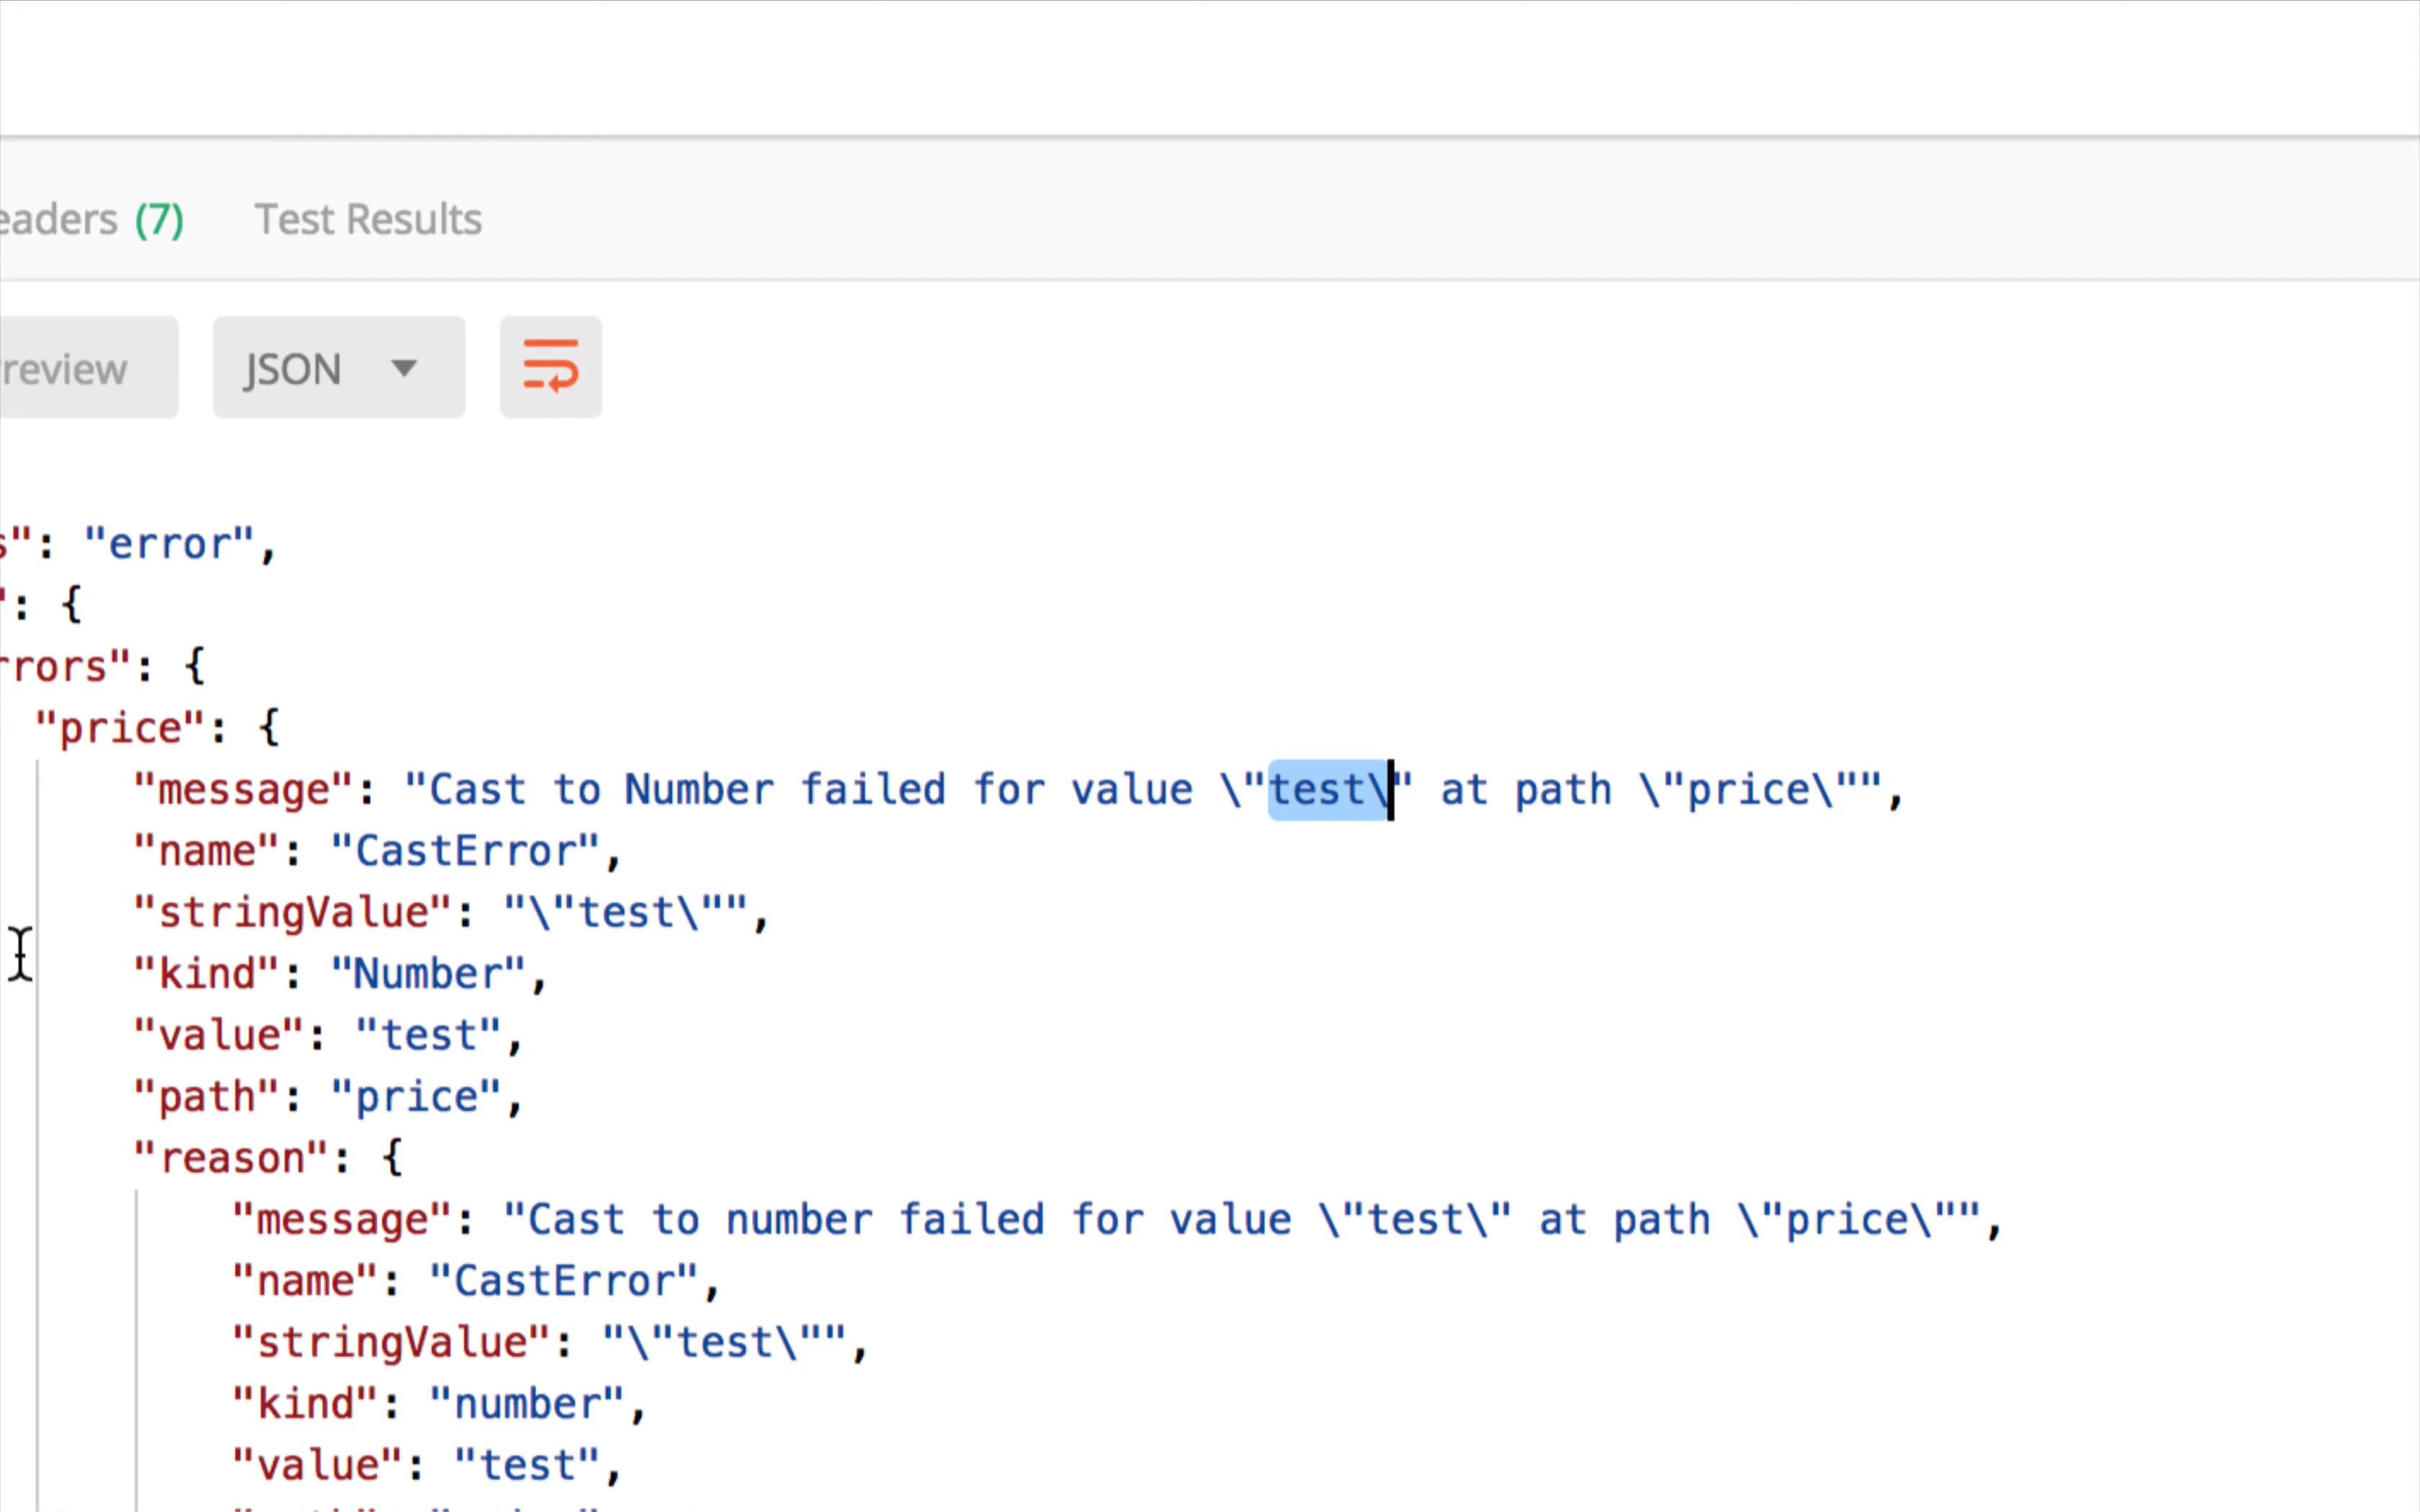 eaders (7) Test Results
review JSON
s": "error",
": {
rrors": {
"price": {
"message": "Cast to Number failed for value \"test\" at path \"price\"",
"name": "CastError",
"stringValue": "\"test\"",
"kind": "Number",
"value": "test",
"path": "price",
"reason": {
"message": "Cast to number failed for value \"test\" at path \"price\"",
"name": "CastError",
"stringValue": "\"test\"",
"kind": "number",
"value": "test",